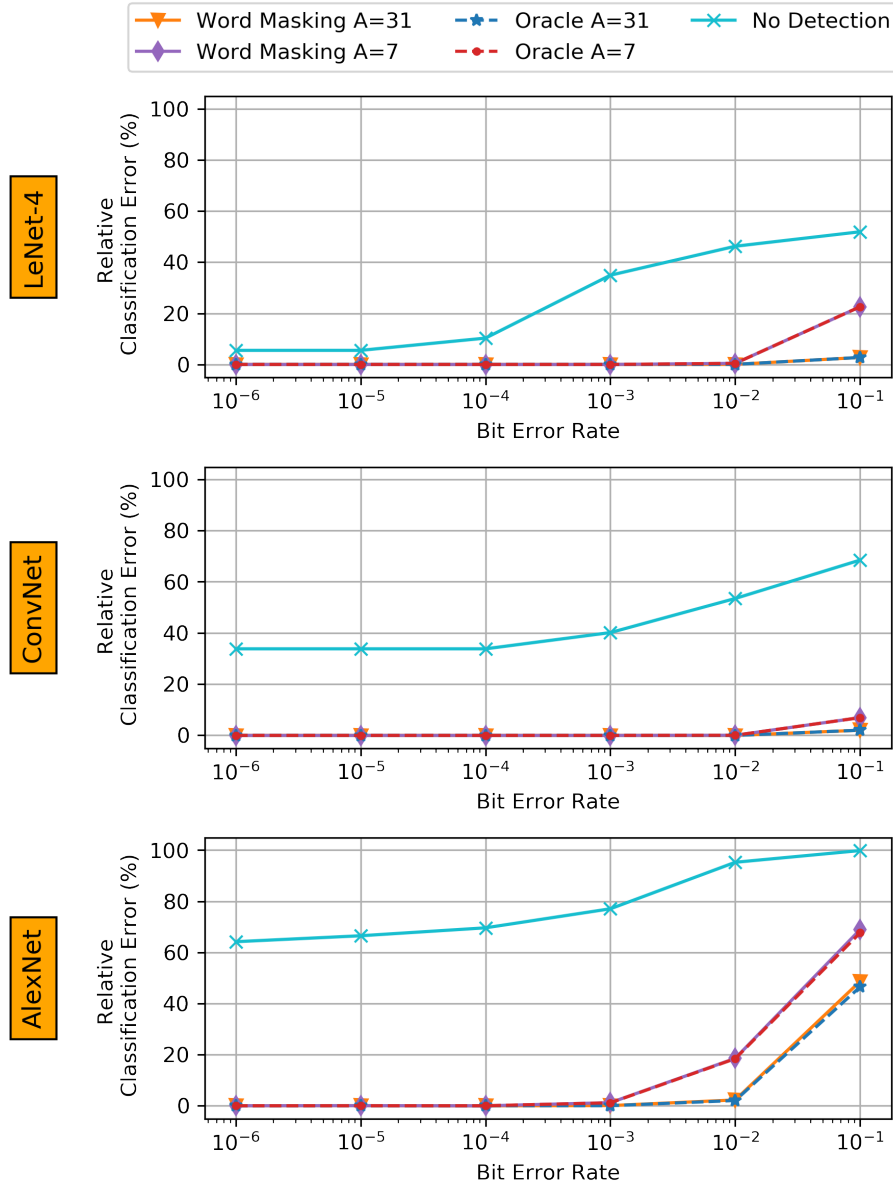 Word Masking A=31 Oracle A=31 No Detection
Word Masking A=7 Oracle A=7
LeNet-4
Relative
Classification Error (%)
100
80
60
40
20
0
10⁻⁶ 10⁻⁵ 10⁻⁴ 10⁻³ 10⁻² 10⁻¹
Bit Error Rate
ConvNet
Relative
Classification Error (%)
100
80
60
40
20
0
10⁻⁶ 10⁻⁵ 10⁻⁴ 10⁻³ 10⁻² 10⁻¹
Bit Error Rate
AlexNet
Relative
Classification Error (%)
100
80
60
40
20
0
10⁻⁶ 10⁻⁵ 10⁻⁴ 10⁻³ 10⁻² 10⁻¹
Bit Error Rate